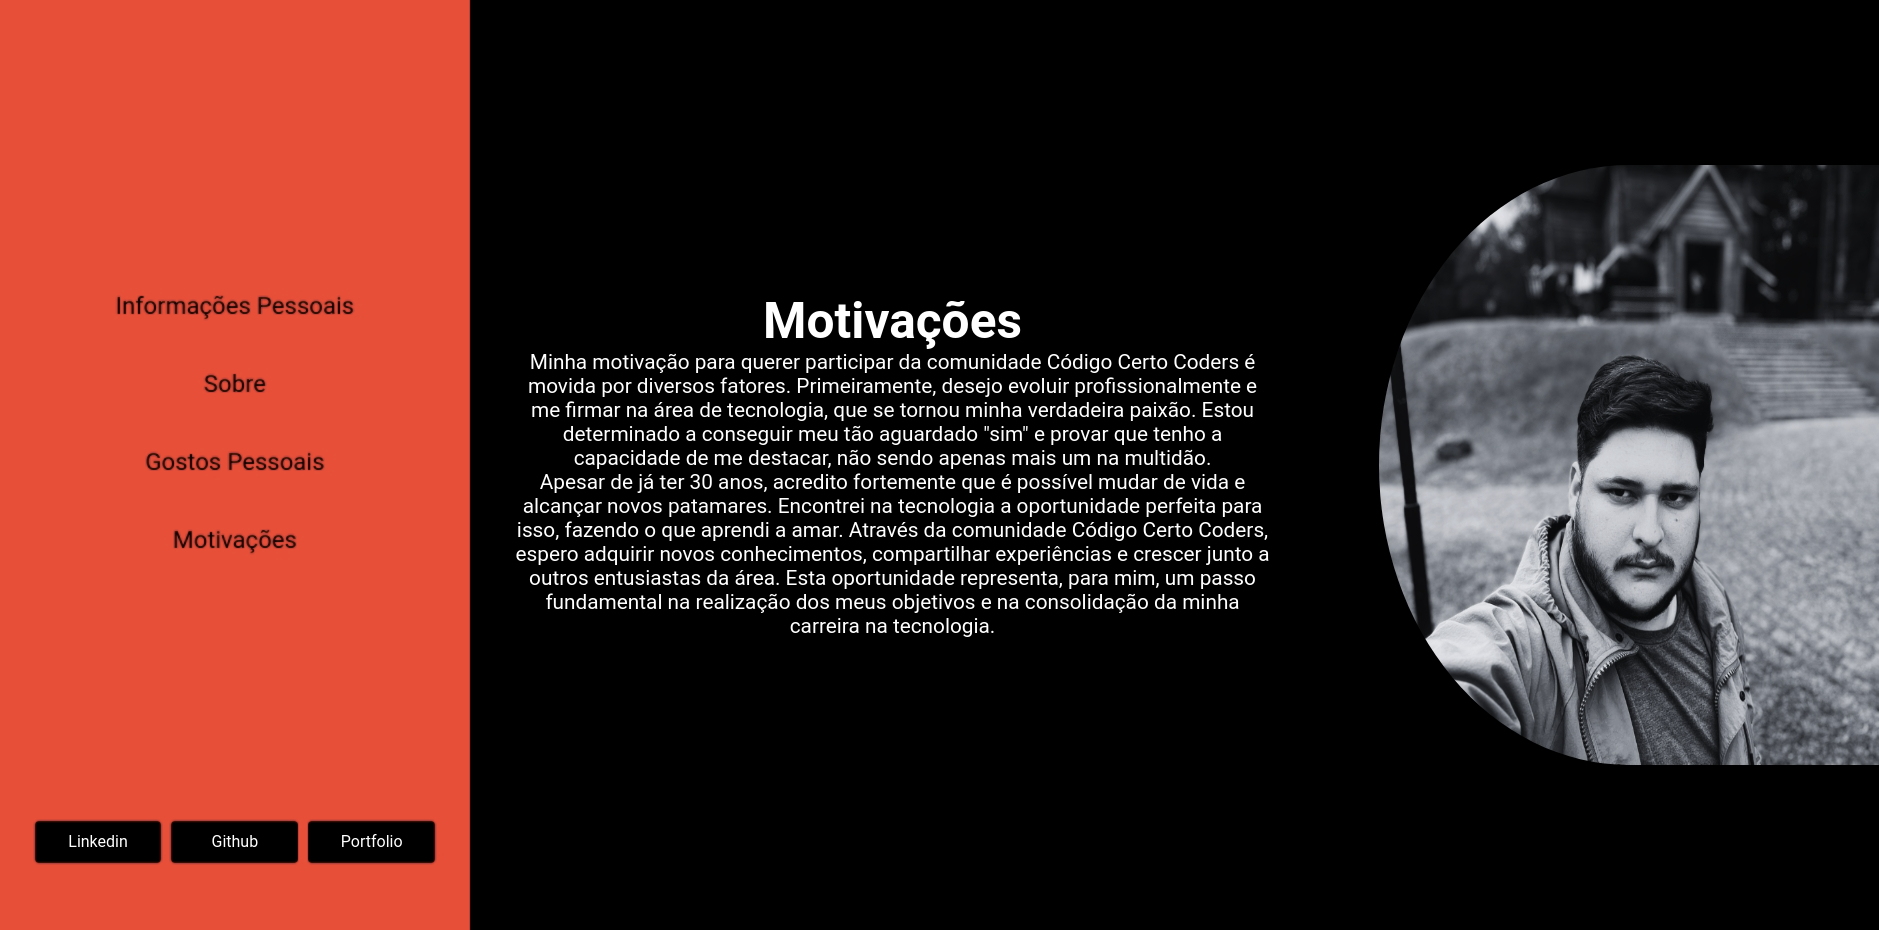 Informações Pessoais
Sobre
Gostos Pessoais
Motivações
Linkedin
Github
Portfolio
Motivações
Minha motivação para querer participar da comunidade Código Certo Coders é
movida por diversos fatores. Primeiramente, desejo evoluir profissionalmente e
me firmar na área de tecnologia, que se tornou minha verdadeira paixão. Estou
determinado a conseguir meu tão aguardado "sim" e provar que tenho a
capacidade de me destacar, não sendo apenas mais um na multidão.
Apesar de já ter 30 anos, acredito fortemente que é possível mudar de vida e
alcançar novos patamares. Encontrei na tecnologia a oportunidade perfeita para
isso, fazendo o que aprendi a amar. Através da comunidade Código Certo Coders,
espero adquirir novos conhecimentos, compartilhar experiências e crescer junto a
outros entusiastas da área. Esta oportunidade representa, para mim, um passo
fundamental na realização dos meus objetivos e na consolidação da minha
carreira na tecnologia.